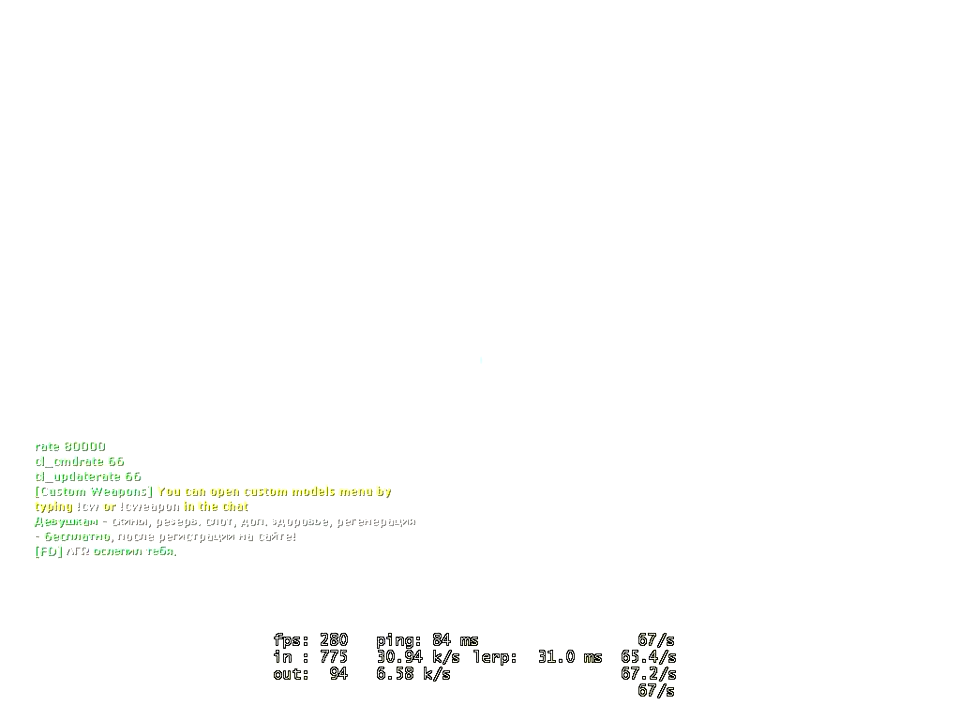 rate 80000
cl_cmdrate 66
cl_updaterate 66
[Custom Weapons] You can open custom models menu by
typing !cw or !cweapon in the chat
Девушкам - скины, резерв. слот, доп. здоровье, регенерация
- бесплатно, после регистрации на сайте!
[FD] ΛΓΩ ослепил тебя.
fps: 280 ping: 84 ms 67/s
in : 775 30.94 k/s lerp: 31.0 ms 65.4/s
out: 94 6.58 k/s 67.2/s
67/s